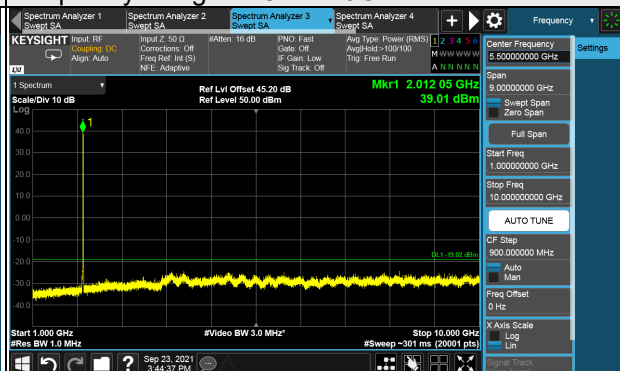 Spectrum Analyzer 1
Swept SA
Spectrum Analyzer 2
Swept SA
Spectrum Analyzer 3
Swept SA
Spectrum Analyzer 4
Swept SA
+
Frequency
KEYSIGHT
Input: RF
Coupling: DC
Align: Auto
Input Z: 50 Ω
Corrections: Off
Freq Ref: Int (S)
NFE: Adaptive
#Atten: 16 dB
PNO: Fast
Gate: Off
IF Gain: Low
Sig Track: Off
Avg Type: Power (RMS)
Avg|Hold:>100/100
Trig: Free Run
1 2 3 4 5 6
M W W W W W
A N N N N N
LXI
1 Spectrum
Scale/Div 10 dB
Ref Lvl Offset 45.20 dB
Ref Level 50.00 dBm
Mkr1 2.012 05 GHz
39.01 dBm
Log
1
40.0
30.0
20.0
10.0
0.00
-10.0
-20.0
-30.0
-40.0
DL1 -19.02 dBm
Start 1.000 GHz
#Res BW 1.0 MHz
#Video BW 3.0 MHz*
Stop 10.000 GHz
#Sweep ~301 ms (20001 pts)
Center Frequency
5.500000000 GHz
Settings
Span
9.00000000 GHz
Swept Span
Zero Span
Full Span
Start Freq
1.000000000 GHz
Stop Freq
10.000000000 GHz
AUTO TUNE
CF Step
900.000000 MHz
Auto
Man
Freq Offset
0 Hz
X Axis Scale
Log
Lin
Signal Track
?
Sep 23, 2021
3:44:37 PM